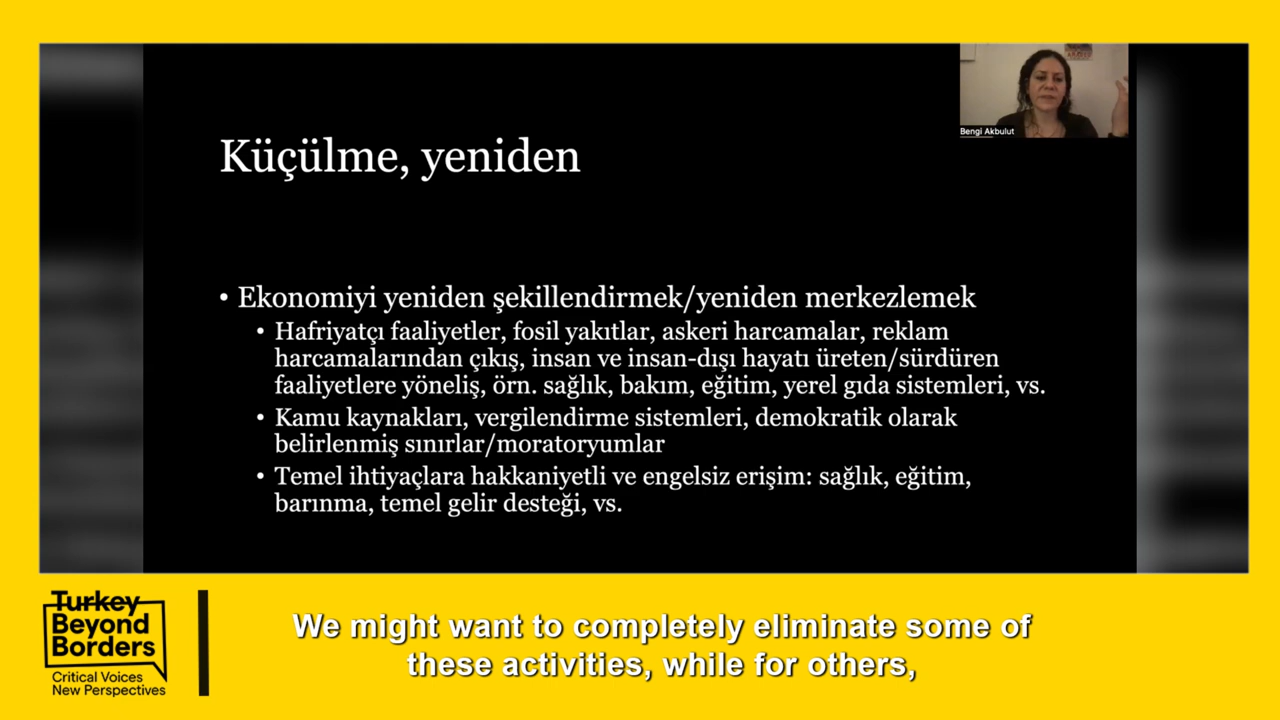 Bengi Akbulut
Küçülme, yeniden
• Ekonomiyi yeniden şekillendirmek/yeniden merkezlemek
• Hafriyatçı faaliyetler, fosil yakıtlar, askeri harcamalar, reklam
harcamalarından çıkış, insan ve insan-dışı hayatı üreten/sürdüren
faaliyetlere yöneliş, örn. sağlık, bakım, eğitim, yerel gıda sistemleri, vs.
• Kamu kaynakları, vergilendirme sistemleri, demokratik olarak
belirlenmiş sınırlar/moratoryumlar
• Temel ihtiyaçlara hakkaniyetli ve engelsiz erişim: sağlık, eğitim,
barınma, temel gelir desteği, vs.
Turkey
Beyond
Borders
Critical Voices
New Perspectives
We might want to completely eliminate some of
these activities, while for others,